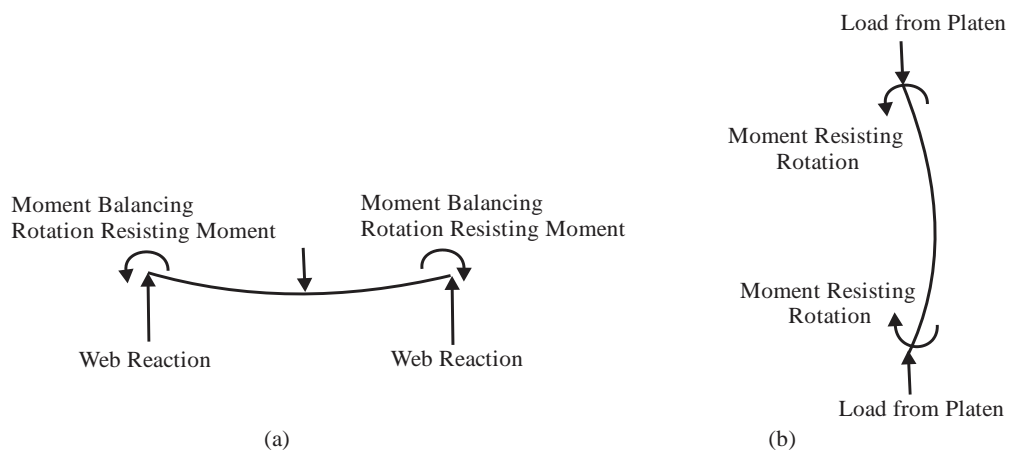 Moment Balancing
Rotation Resisting Moment
Moment Balancing
Rotation Resisting Moment
Web Reaction
Web Reaction
(a)
Load from Platen
Moment Resisting
Rotation
Moment Resisting
Rotation
Load from Platen
(b)